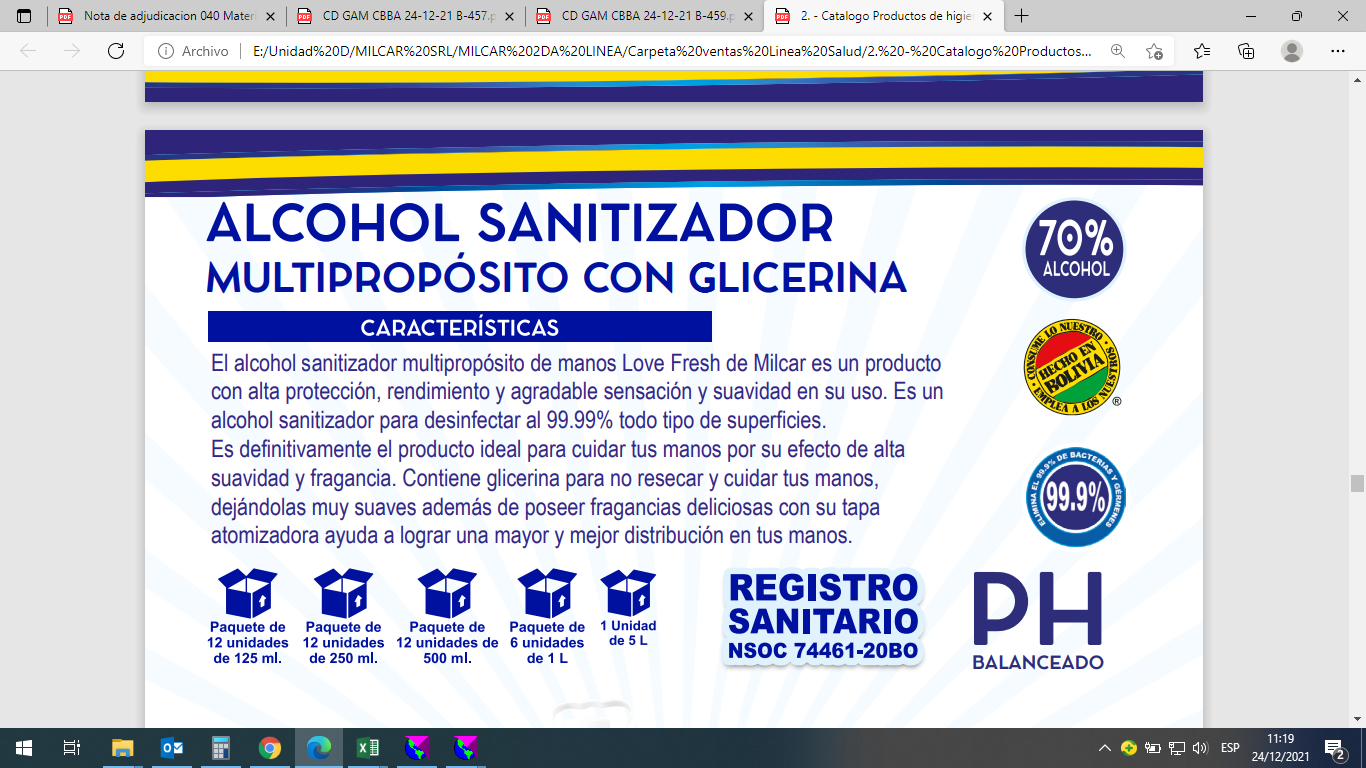 Nota de adjudicacion 040 Materi
CD GAM CBBA 24-12-21 B-457.p
CD GAM CBBA 24-12-21 B-459.p
2. - Catalogo Productos de higie
Archivo
E:/Unidad%20D/MILCAR%20SRL/MILCAR%202DA%20LINEA/Carpeta%20ventas%20Linea%20Salud/2.%20-%20Catalogo%20Productos...
ALCOHOL SANITIZADOR
MULTIPROPÓSITO CON GLICERINA
70%
ALCOHOL
CARACTERÍSTICAS
El alcohol sanitizador multipropósito de manos Love Fresh de Milcar es un producto
con alta protección, rendimiento y agradable sensación y suavidad en su uso. Es un
alcohol sanitizador para desinfectar al 99.99% todo tipo de superficies.
Es definitivamente el producto ideal para cuidar tus manos por su efecto de alta
suavidad y fragancia. Contiene glicerina para no resecar y cuidar tus manos,
dejándolas muy suaves además de poseer fragancias deliciosas con su tapa
atomizadora ayuda a lograr una mayor y mejor distribución en tus manos.
CONSUME LO NUESTRO
HECHO EN
BOLIVIA
EMPLEA A LOS NUESTROS
®
ELIMINA EL 99.9% DE BACTERIAS Y GÉRMENES
99.9%
Paquete de
12 unidades
de 125 ml.
Paquete de
12 unidades
de 250 ml.
Paquete de
12 unidades de
500 ml.
Paquete de
6 unidades
de 1 L
1 Unidad
de 5 L
REGISTRO
SANITARIO
NSOC 74461-20BO
PH
BALANCEADO
ESP
11:19
24/12/2021
2